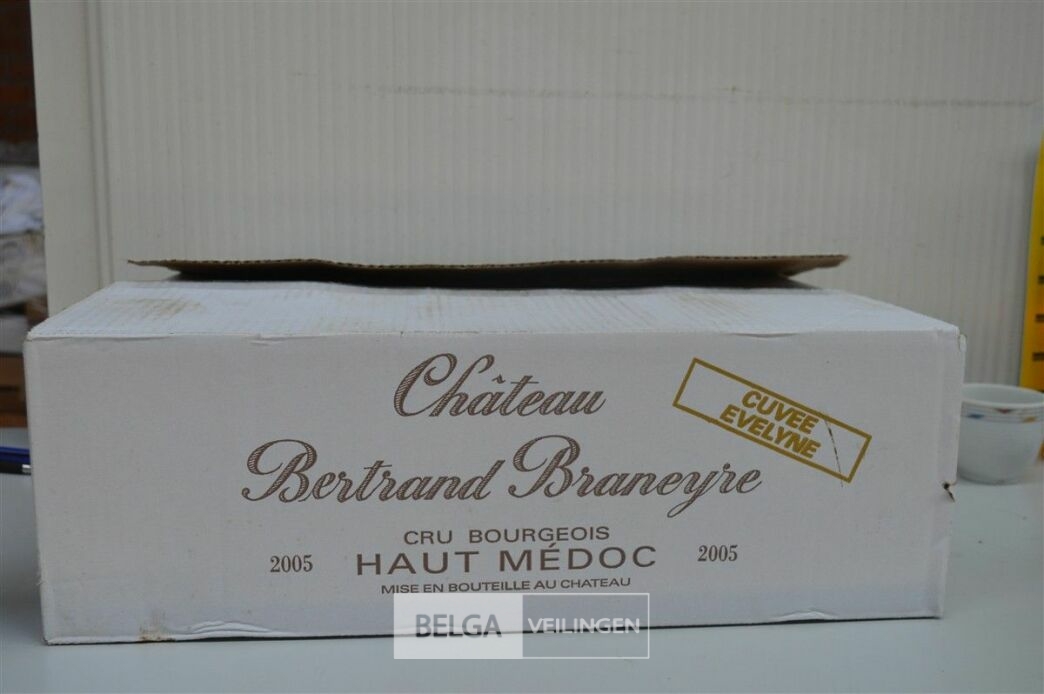 Château
Bertrand Braneyre
CUVEE
EVELYNE
CRU BOURGEOIS
2005 HAUT MÉDOC 2005
MISE EN BOUTEILLE AU CHATEAU
BELGA VEILINGEN